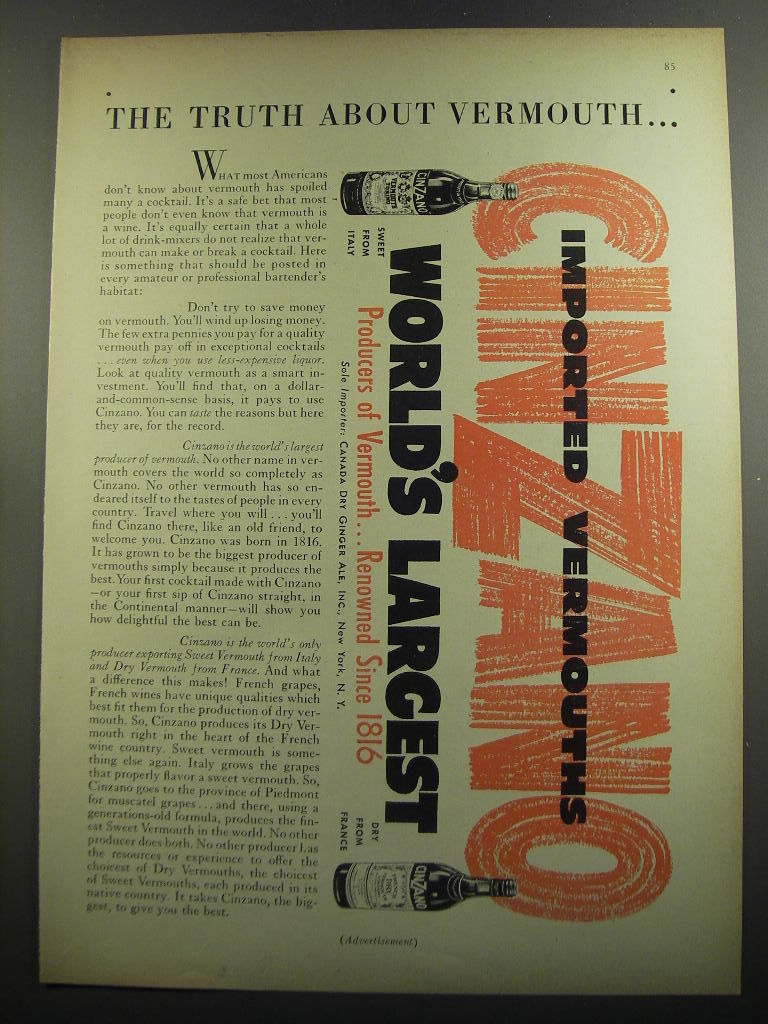 85
THE TRUTH ABOUT VERMOUTH...
WHAT most Americans
don't know about vermouth has spoiled
many a cocktail. It's a safe bet that most
people don't even know that vermouth is
a wine. It's equally certain that a whole
lot of drink-mixers do not realize that ver-
mouth can make or break a cocktail. Here
is something that should be posted in
every amateur or professional bartender's
habitat:
Don't try to save money
on vermouth. You'll wind up losing money.
The few extra pennies you pay for a quality
vermouth pay off in exceptional cocktails
...even when you use less-expensive liquor.
Look at quality vermouth as a smart in-
vestment. You'll find that, on a dollar-
and-common-sense basis, it pays to use
Cinzano. You can taste the reasons but here
they are, for the record.
Cinzano is the world's largest
producer of vermouth. No other name in ver-
mouth covers the world so completely as
Cinzano. No other vermouth has so en-
deared itself to the tastes of people in every
country. Travel where you will...you'll
find Cinzano there, like an old friend, to
welcome you. Cinzano was born in 1816.
It has grown to be the biggest producer of
vermouths simply because it produces the
best. Your first cocktail made with Cinzano
—or your first sip of Cinzano straight, in
the Continental manner—will show you
how delightful the best can be.
Cinzano is the world's only
producer exporting Sweet Vermouth from Italy
and Dry Vermouth from France. And what
a difference this makes! French grapes,
French wines have unique qualities which
best fit them for the production of dry ver-
mouth. So, Cinzano produces its Dry Ver-
mouth right in the heart of the French
wine country. Sweet vermouth is some-
thing else again. Italy grows the grapes
that properly flavor a sweet vermouth. So,
Cinzano goes to the province of Piedmont
for muscatel grapes...and there, using a
generations-old formula, produces the fin-
est Sweet Vermouth in the world. No other
producer does both. No other producer has
the resources or experience to offer the
choicest of Dry Vermouths, the choicest
of Sweet Vermouths, each produced in its
native country. It takes Cinzano, the big-
gest, to give you the best.
CINZANO
IMPORTED VERMOUTHS
CINZANO
VERMOUTH
SWEET
FROM
ITALY
WORLD'S LARGEST
Producers of Vermouth...Renowned Since 1816
Sole Importer: CANADA DRY GINGER ALE, INC., New York, N. Y.
DRY
FROM
FRANCE
CINZANO
(Advertisement)